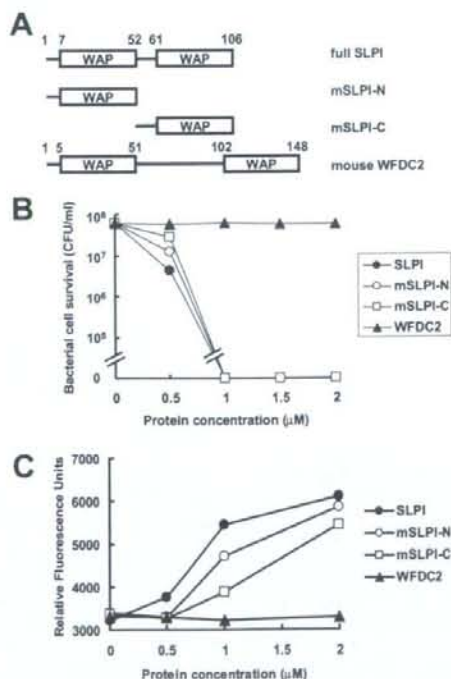 A
1 7 52 61 106
WAP WAP full SLPI
WAP mSLPI-N
WAP mSLPI-C
1 5 51 102 148
WAP WAP mouse WFDC2
B
Bacterial cell survival (CFU/ml)
10⁸
10⁷
10⁶
10⁵
0
0 0.5 1 1.5 2
Protein concentration (μM)
SLPI
mSLPI-N
mSLPI-C
WFDC2
C
Relative Fluorescence Units
7000
6000
5000
4000
3000
0 0.5 1 1.5 2
Protein concentration (μM)
SLPI
mSLPI-N
mSLPI-C
WFDC2